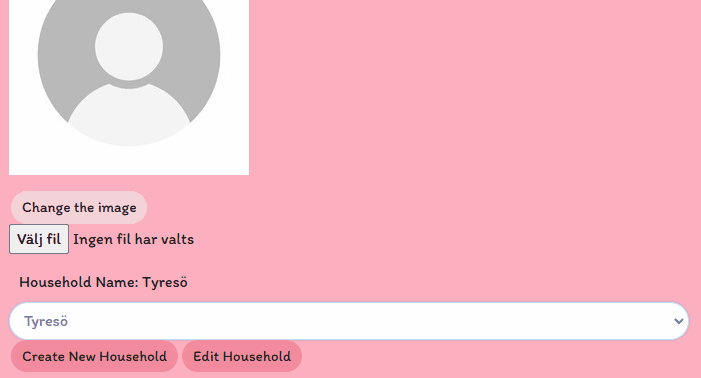 Change the image
Välj fil Ingen fil har valts
Household Name: Tyresö
Tyresö
Create New Household Edit Household